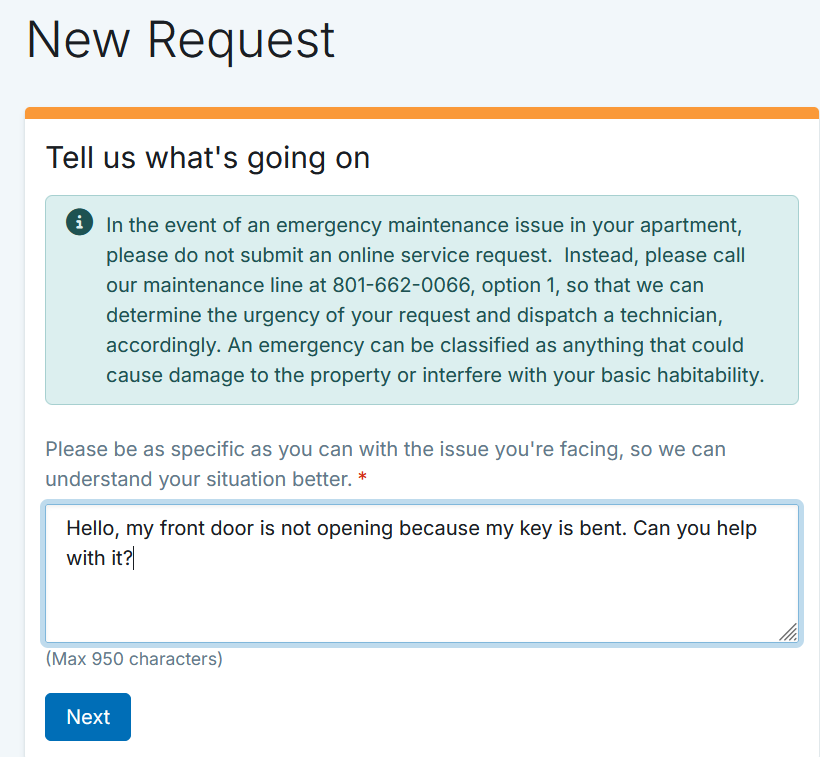 New Request
Tell us what's going on
In the event of an emergency maintenance issue in your apartment,
please do not submit an online service request.  Instead, please call
our maintenance line at 801-662-0066, option 1, so that we can
determine the urgency of your request and dispatch a technician,
accordingly. An emergency can be classified as anything that could
cause damage to the property or interfere with your basic habitability.
Please be as specific as you can with the issue you're facing, so we can
understand your situation better. *
Hello, my front door is not opening because my key is bent. Can you help
with it?
(Max 950 characters)
Next